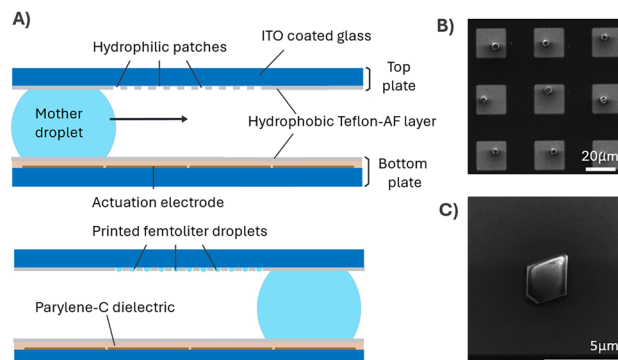 A)
Hydrophilic patches
ITO coated glass
Top
plate
Mother
droplet
Hydrophobic Teflon-AF layer
Bottom
plate
Actuation electrode
Printed femtoliter droplets
Parylene-C dielectric
B)
20μm
C)
5μm